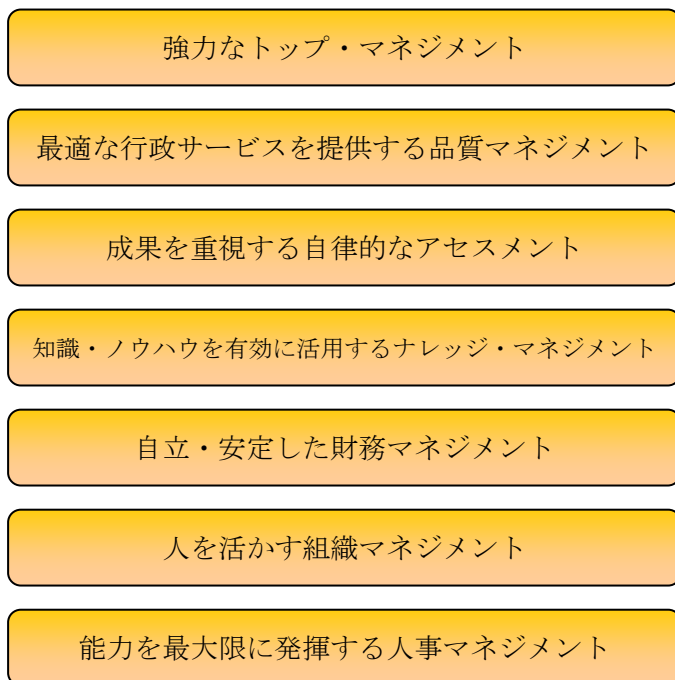 強力なトップ・マネジメント
最適な行政サービスを提供する品質マネジメント
成果を重視する自律的なアセスメント
知識・ノウハウを有効に活用するナレッジ・マネジメント
自立・安定した財務マネジメント
人を活かす組織マネジメント
能力を最大限に発揮する人事マネジメント